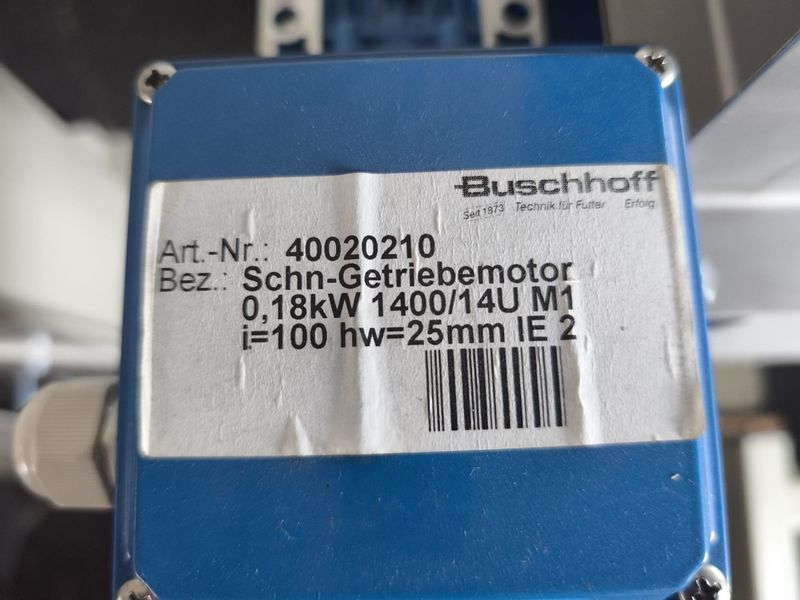 Buschhoff
Seit 1873 Technik für Futter Erfolg
Art.-Nr.: 40020210
Bez.: Schn-Getriebemotor
0,18kW 1400/14U M1
i=100 hw=25mm IE 2